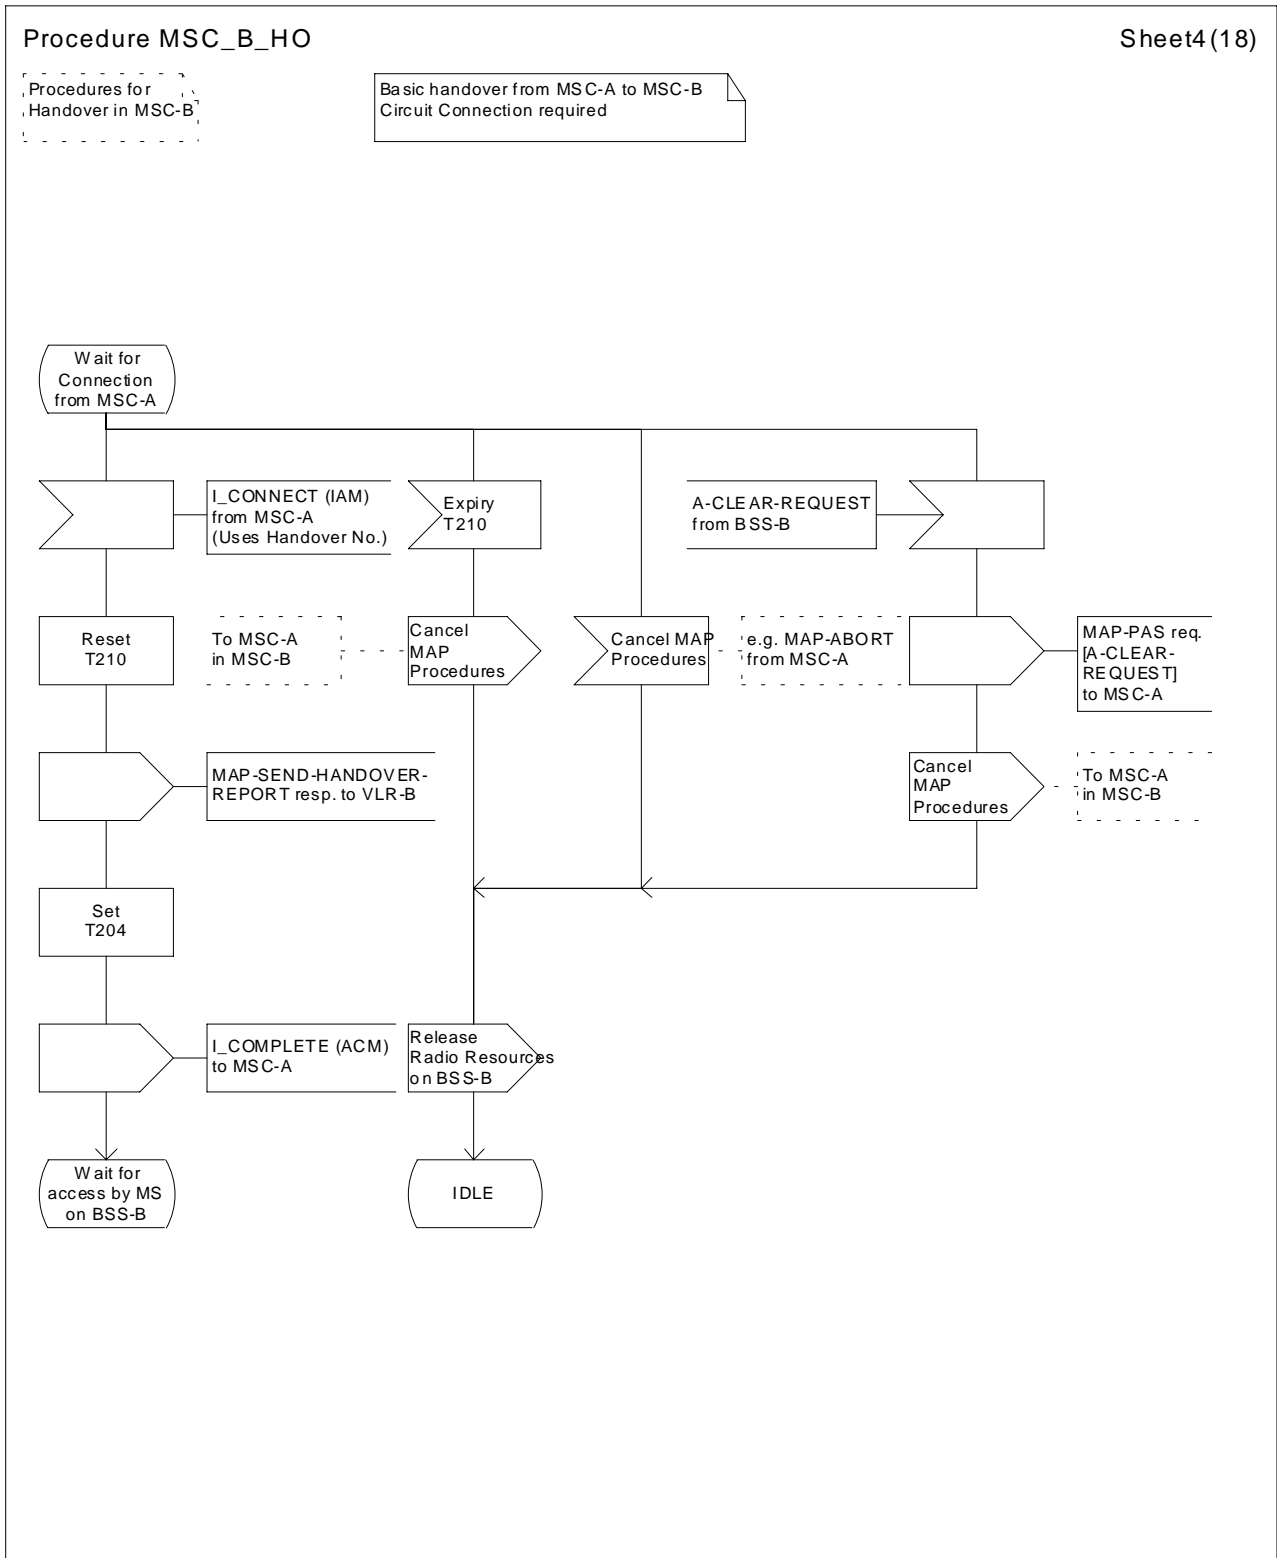 Procedure MSC_B_HO
Sheet4(18)
Procedures for
Handover in MSC-B
Basic handover from MSC-A to MSC-B
Circuit Connection required
Wait for
Connection
from MSC-A
I_CONNECT (IAM)
from MSC-A
(Uses Handover No.)
Expiry
T210
A-CLEAR-REQUEST
from BSS-B
Reset
T210
To MSC-A
in MSC-B
Cancel
MAP
Procedures
Cancel MAP
Procedures
e.g. MAP-ABORT
from MSC-A
MAP-PAS req.
[A-CLEAR-
REQUEST]
to MSC-A
MAP-SEND-HANDOVER-
REPORT resp. to VLR-B
Cancel
MAP
Procedures
To MSC-A
in MSC-B
Set
T204
I_COMPLETE (ACM)
to MSC-A
Release
Radio Resources
on BSS-B
Wait for
access by MS
on BSS-B
IDLE